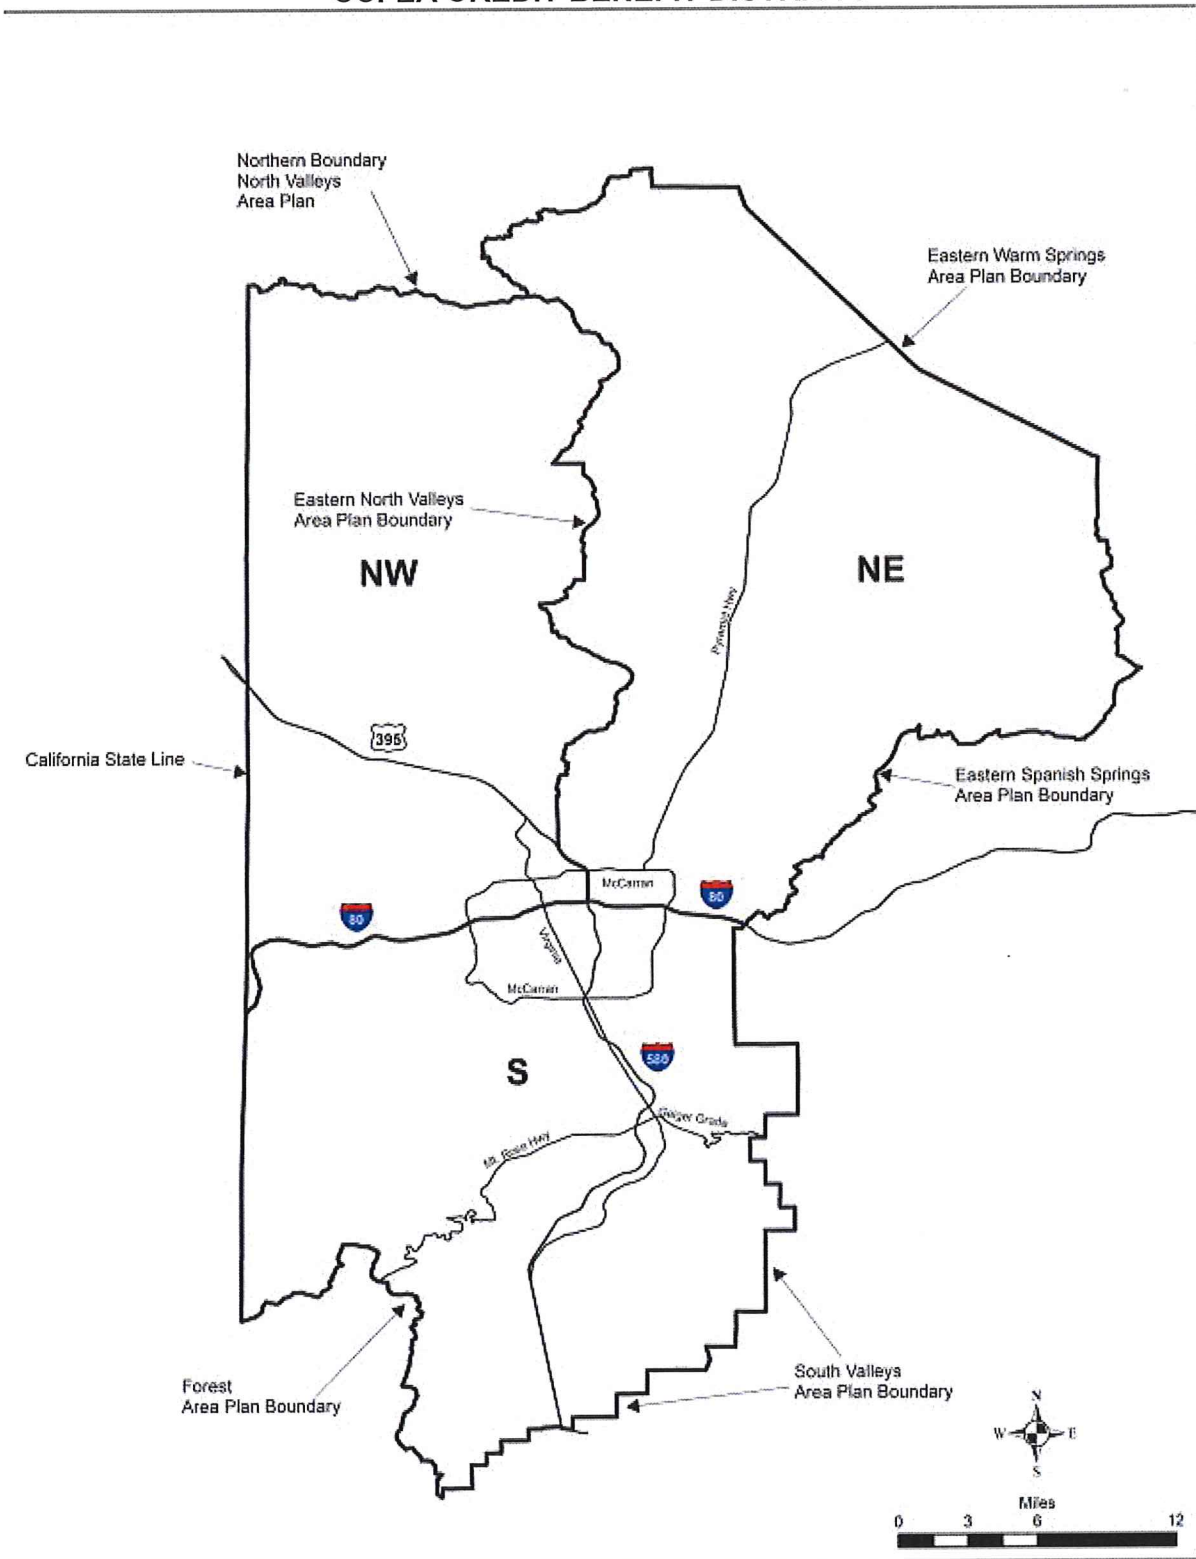 Northern Boundary
North Valleys
Area Plan
Eastern Warm Springs
Area Plan Boundary
Eastern North Valleys
Area Plan Boundary
NW
NE
Pyramid Hwy
395
California State Line
Eastern Spanish Springs
Area Plan Boundary
McCarran
80
80
Virginia
McCarran
580
S
Geiger Grade
Mt. Rose Hwy
Forest
Area Plan Boundary
South Valleys
Area Plan Boundary
N
W
E
S
Miles
0 3 6 12